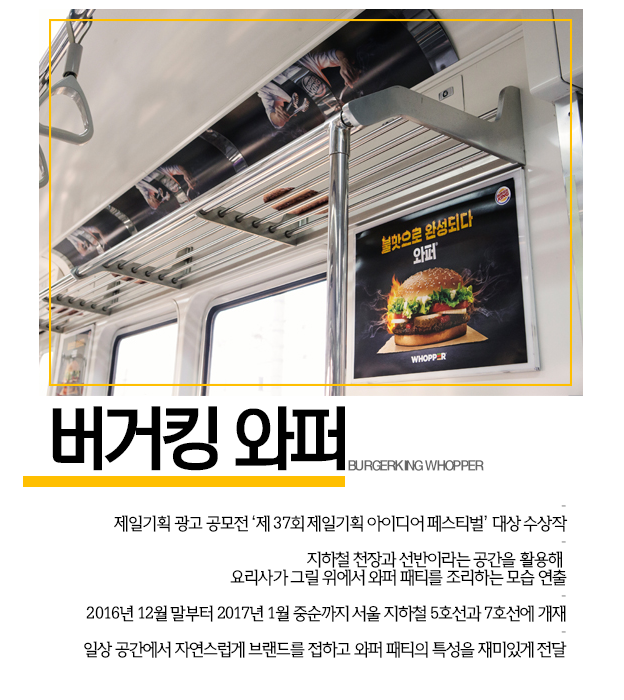 불맛으로 완성되다
와퍼
WHOPPER
버거킹 와퍼
BURGERKING WHOPPER
제일기획 광고 공모전 ‘제 37회 제일기획 아이디어 페스티벌’ 대상 수상작
지하철 천장과 선반이라는 공간을 활용해
요리사가 그릴 위에서 와퍼 패티를 조리하는 모습 연출
2016년 12월 말부터 2017년 1월 중순까지 서울 지하철 5호선과 7호선에 개재
일상 공간에서 자연스럽게 브랜드를 접하고 와퍼 패티의 특성을 재미있게 전달